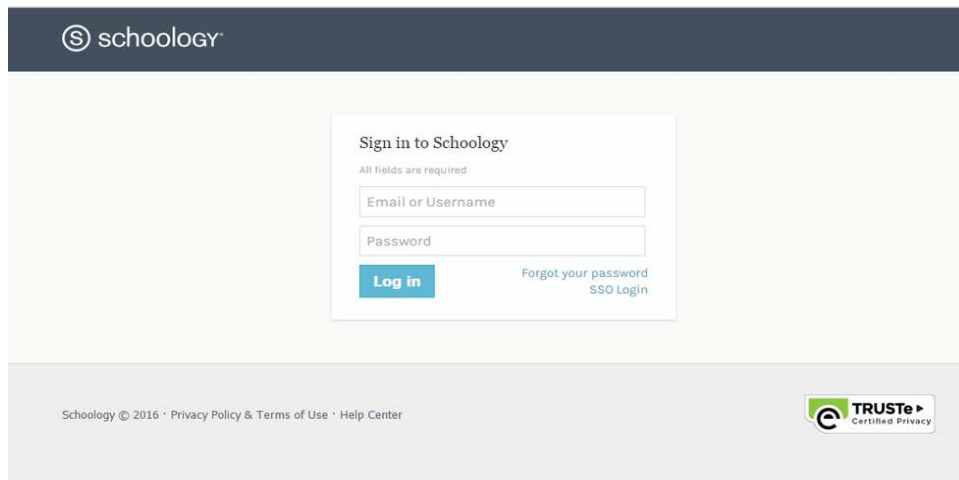 S schoology
Sign in to Schoology
All fields are required
Email or Username
Password
Log in
Forgot your password
SSO Login
Schoology © 2016 · Privacy Policy & Terms of Use · Help Center
e TRUSTe
Certified Privacy